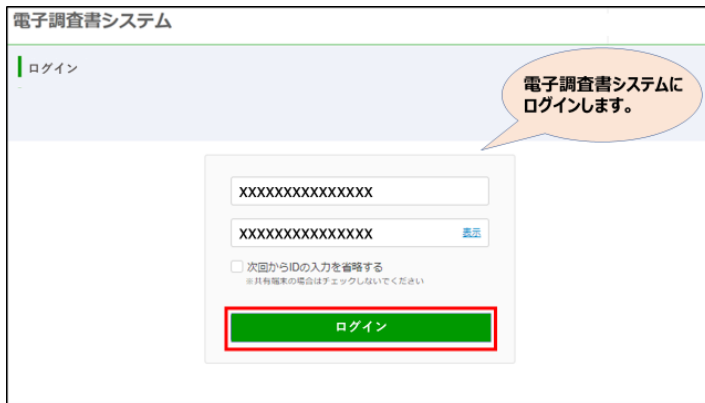 電子調査書システム
ログイン
電子調査書システムに
ログインします。
XXXXXXXXXXXXXXX
XXXXXXXXXXXXXXX
表示
次回からIDの入力を省略する
※共有端末の場合はチェックしないでください
ログイン